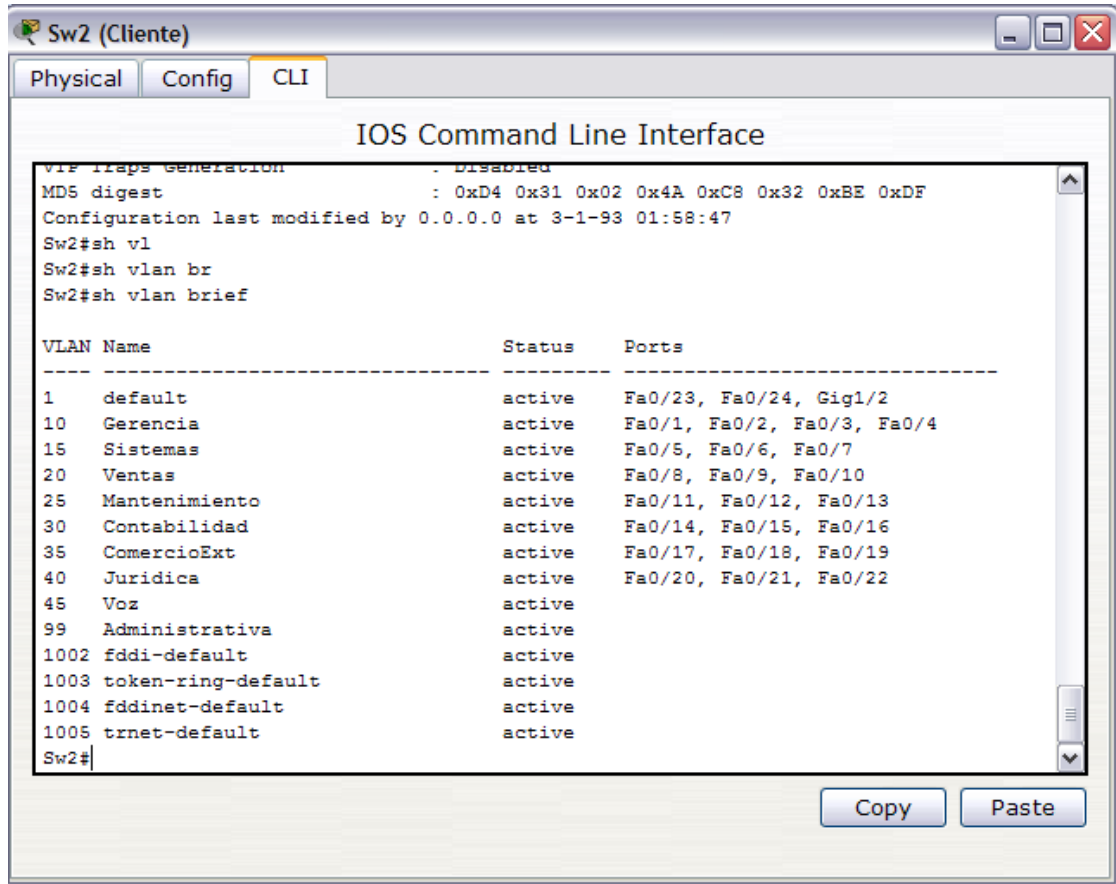 Sw2 (Cliente)
Physical Config CLI
IOS Command Line Interface
VTP Traps Generation : Disabled
MD5 digest : 0xD4 0x31 0x02 0x4A 0xC8 0x32 0xBE 0xDF
Configuration last modified by 0.0.0.0 at 3-1-93 01:58:47
Sw2#sh vl
Sw2#sh vlan br
Sw2#sh vlan brief
VLAN Name Status Ports
---- -------------------------------- --------- -------------------------------
1 default active Fa0/23, Fa0/24, Gig1/2
10 Gerencia active Fa0/1, Fa0/2, Fa0/3, Fa0/4
15 Sistemas active Fa0/5, Fa0/6, Fa0/7
20 Ventas active Fa0/8, Fa0/9, Fa0/10
25 Mantenimiento active Fa0/11, Fa0/12, Fa0/13
30 Contabilidad active Fa0/14, Fa0/15, Fa0/16
35 ComercioExt active Fa0/17, Fa0/18, Fa0/19
40 Juridica active Fa0/20, Fa0/21, Fa0/22
45 Voz active
99 Administrativa active
1002 fddi-default active
1003 token-ring-default active
1004 fddinet-default active
1005 trnet-default active
Sw2#
Copy Paste